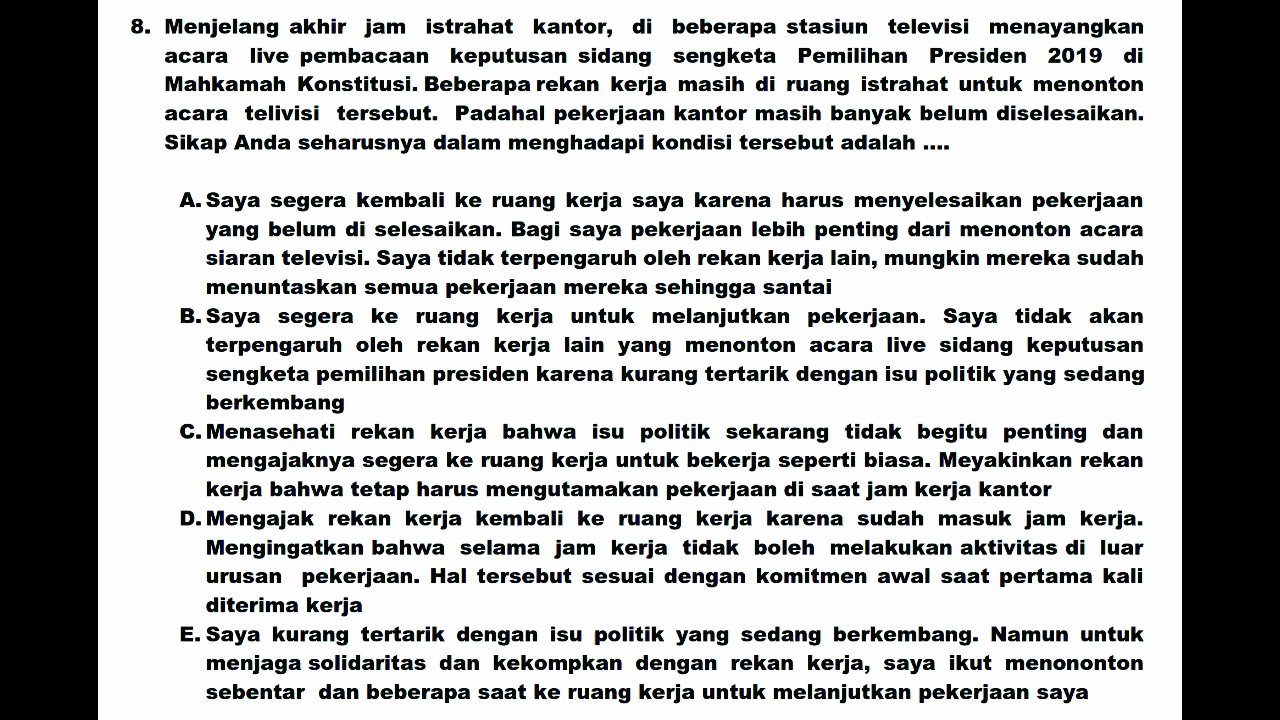 8. Menjelang akhir jam istrahat kantor, di beberapa stasiun televisi menayangkan
acara live pembacaan keputusan sidang sengketa Pemilihan Presiden 2019 di
Mahkamah Konstitusi. Beberapa rekan kerja masih di ruang istrahat untuk menonton
acara telivisi tersebut. Padahal pekerjaan kantor masih banyak belum diselesaikan.
Sikap Anda seharusnya dalam menghadapi kondisi tersebut adalah ....
A. Saya segera kembali ke ruang kerja saya karena harus menyelesaikan pekerjaan
yang belum di selesaikan. Bagi saya pekerjaan lebih penting dari menonton acara
siaran televisi. Saya tidak terpengaruh oleh rekan kerja lain, mungkin mereka sudah
menuntaskan semua pekerjaan mereka sehingga santai
B. Saya segera ke ruang kerja untuk melanjutkan pekerjaan. Saya tidak akan
terpengaruh oleh rekan kerja lain yang menonton acara live sidang keputusan
sengketa pemilihan presiden karena kurang tertarik dengan isu politik yang sedang
berkembang
C. Menasehati rekan kerja bahwa isu politik sekarang tidak begitu penting dan
mengajaknya segera ke ruang kerja untuk bekerja seperti biasa. Meyakinkan rekan
kerja bahwa tetap harus mengutamakan pekerjaan di saat jam kerja kantor
D. Mengajak rekan kerja kembali ke ruang kerja karena sudah masuk jam kerja.
Mengingatkan bahwa selama jam kerja tidak boleh melakukan aktivitas di luar
urusan pekerjaan. Hal tersebut sesuai dengan komitmen awal saat pertama kali
diterima kerja
E. Saya kurang tertarik dengan isu politik yang sedang berkembang. Namun untuk
menjaga solidaritas dan kekompkan dengan rekan kerja, saya ikut menononton
sebentar dan beberapa saat ke ruang kerja untuk melanjutkan pekerjaan saya